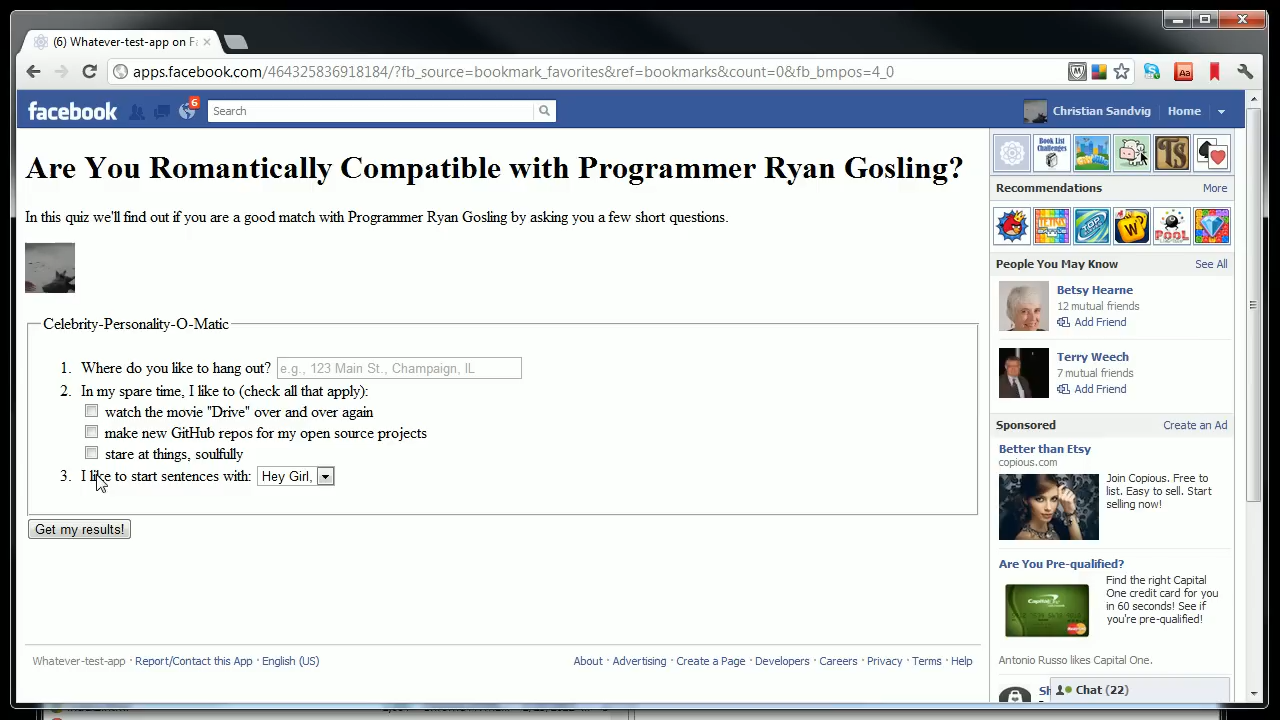 (6) Whatever-test-app on Fa
apps.facebook.com/464325836918184/?fb_source=bookmark_favorites&ref=bookmarks&count=0&fb_bmpos=4_0
facebook
6
Search
Christian Sandvig
Home
Are You Romantically Compatible with Programmer Ryan Gosling?
In this quiz we'll find out if you are a good match with Programmer Ryan Gosling by asking you a few short questions.
Celebrity-Personality-O-Matic
1. Where do you like to hang out? e.g., 123 Main St., Champaign, IL
2. In my spare time, I like to (check all that apply):
watch the movie "Drive" over and over again
make new GitHub repos for my open source projects
stare at things, soulfully
3. I like to start sentences with: Hey Girl,
Get my results!
Whatever-test-app · Report/Contact this App · English (US)
About · Advertising · Create a Page · Developers · Careers · Privacy · Terms · Help
Book List
Challenges
TS
Recommendations
More
TETRIS
TOP
W
POOL
People You May Know
See All
Betsy Hearne
12 mutual friends
Add Friend
Terry Weech
7 mutual friends
Add Friend
Sponsored
Create an Ad
Better than Etsy
copious.com
Join Copious. Free to
list. Easy to sell. Start
selling now!
Are You Pre-qualified?
Find the right Capital
One credit card for you
in 60 seconds! See if
you're pre-qualified!
Antonio Russo likes Capital One.
Chat (22)